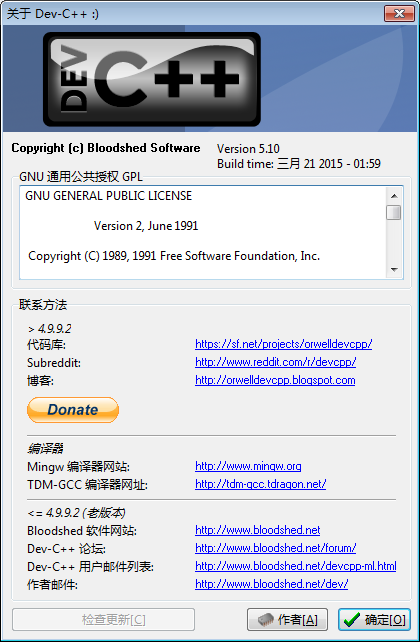 关于 Dev-C++ :)
DEV C++
Copyright (c) Bloodshed Software
Version 5.10
Build time: 三月 21 2015 - 01:59
GNU 通用公共授权 GPL
GNU GENERAL PUBLIC LICENSE
Version 2, June 1991
Copyright (C) 1989, 1991 Free Software Foundation, Inc.
联系方法
> 4.9.9.2
代码库: https://sf.net/projects/orwelldevcpp/
Subreddit: http://www.reddit.com/r/devcpp/
博客: http://orwelldevcpp.blogspot.com
Donate
编译器
Mingw 编译器网站: http://www.mingw.org
TDM-GCC 编译器网址: http://tdm-gcc.tdragon.net/
<= 4.9.9.2 (老版本)
Bloodshed 软件网站: http://www.bloodshed.net
Dev-C++ 论坛: http://www.bloodshed.net/forum/
Dev-C++ 用户邮件列表: http://www.bloodshed.net/devcpp-ml.html
作者邮件: http://www.bloodshed.net/dev/
检查更新[C] 作者[A] 确定[O]